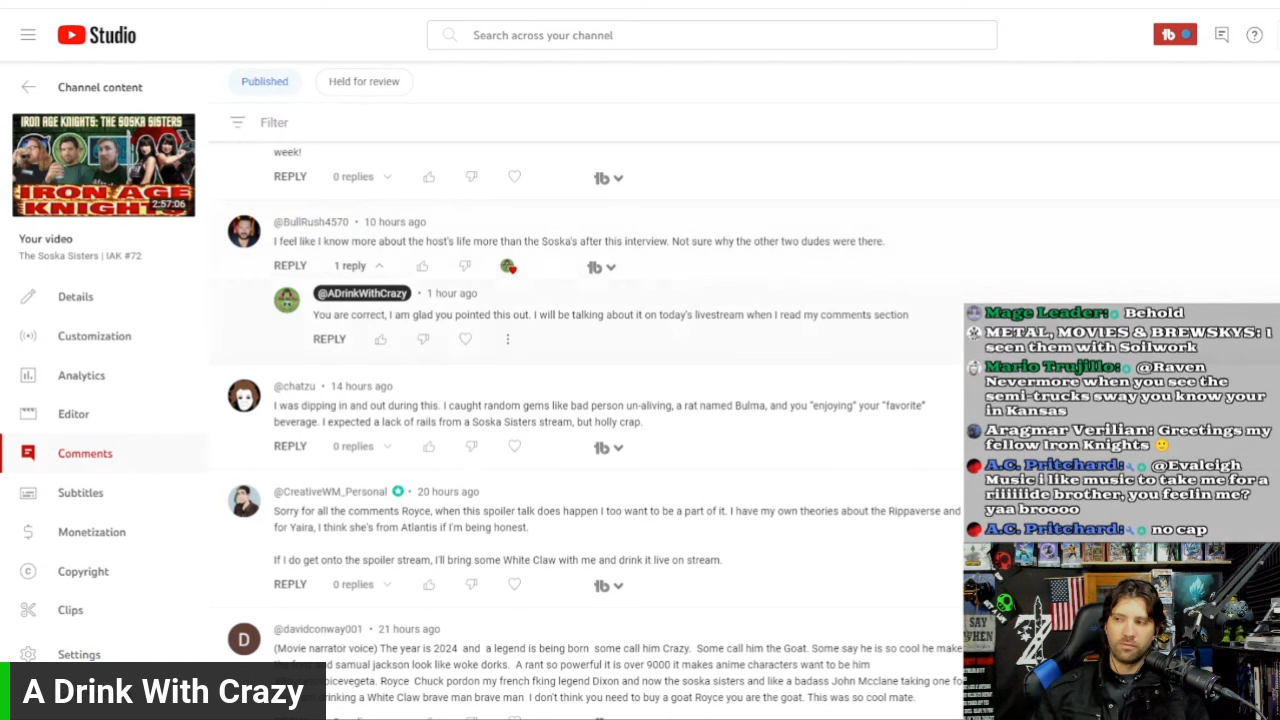 Studio
Search across your channel
Channel content
IRON AGE KNIGHTS: THE SOSKA SISTERS
IRON AGE
KNIGHTS
2:57:06
Your video
The Soska Sisters | IAK #72
Details
Customization
Analytics
Editor
Comments
Subtitles
Monetization
Copyright
Clips
Settings
Published
Held for review
Filter
week!
REPLY 0 replies
@BullRush4570 • 10 hours ago
I feel like I know more about the host's life more than the Soska's after this interview. Not sure why the other two dudes were there.
REPLY 1 reply
@ADrinkWithCrazy • 1 hour ago
You are correct, I am glad you pointed this out. I will be talking about it on today's livestream when I read my comments section
REPLY
@chatzu • 14 hours ago
I was dipping in and out during this. I caught random gems like bad person un-aliving, a rat named Bulma, and you "enjoying" your "favorite"
beverage. I expected a lack of rails from a Soska Sisters stream, but holly crap.
REPLY 0 replies
@CreativeWM_Personal • 20 hours ago
Sorry for all the comments Royce, when this spoiler talk does happen I too want to be a part of it. I have my own theories about the Rippaverse and
for Yaira, I think she's from Atlantis if I'm being honest.
If I do get onto the spoiler stream, I'll bring some White Claw with me and drink it live on stream.
REPLY 0 replies
D
@davidconway001 • 21 hours ago
(Movie narrator voice) The year is 2024 and a legend is being born some call him Crazy. Some call him the Goat. Some say he is so cool he make
samual jackson look like woke dorks. A rant so powerful it is over 9000 it makes anime characters want to be him
Royce Chuck pordon my french fking legend Dixon and now the soska sisters and like a badass John Mcclane taking one fo
drinking a White Claw brave man brave man I don't think you need to buy a goat Royce you are the goat. This was so cool mate.
Mage Leader: Behold
METAL, MOVIES & BREWSKYS: I
seen them with Soilwork
Mario Trujillo: @Raven
Nevermore when you see the
semi-trucks sway you know your
in Kansas
Aragmar Verilian: Greetings my
fellow Iron Knights
A.C. Pritchard: @Evaleigh
Music i like music to take me for a
riiiiiide brother, you feelin me?
yaa broooo
A.C. Pritchard: no cap
SAY
WHEN
A Drink With Crazy